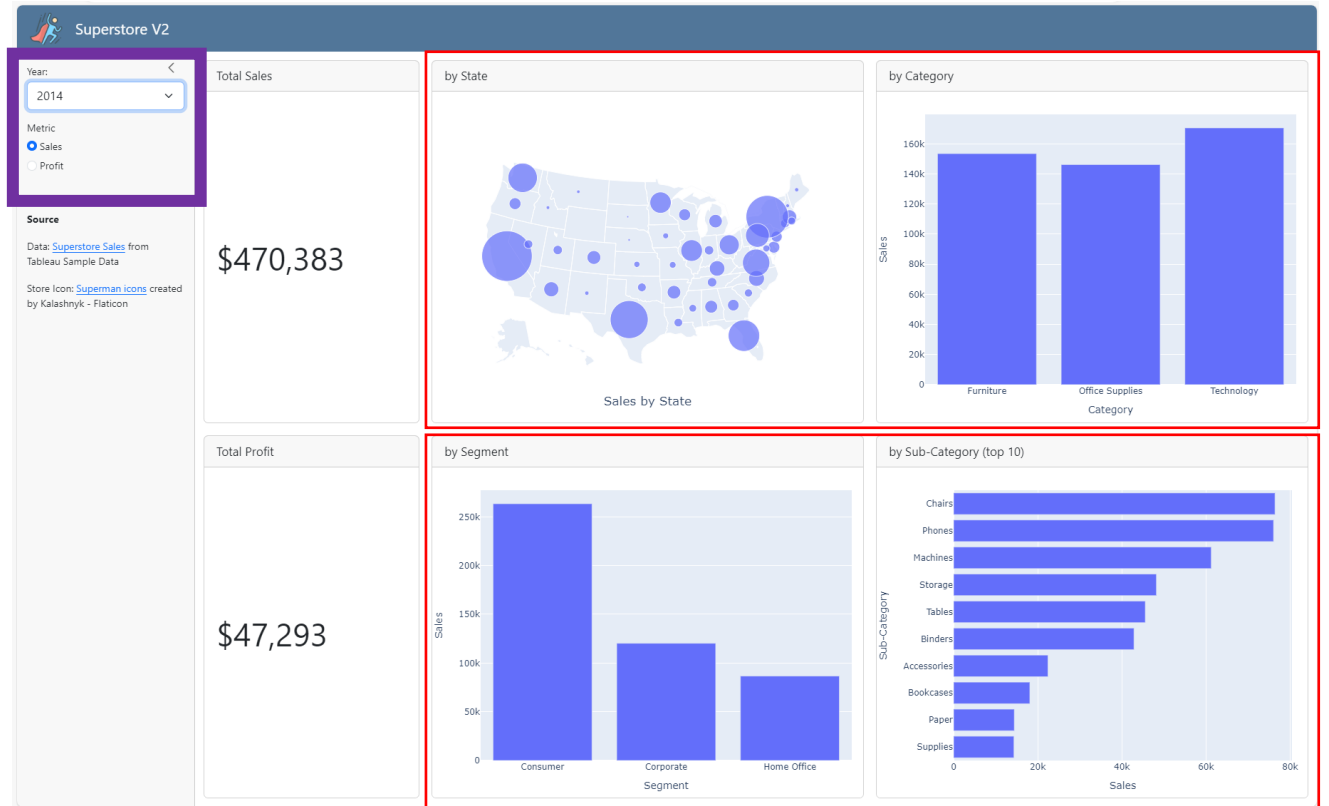 Superstore V2
Year:
2014
Metric
Sales
Profit
Source
Data: Superstore Sales from
Tableau Sample Data
Store Icon: Superman icons created
by Kalashnyk - Flaticon
Total Sales
$470,383
by State
Sales by State
by Category
160k
140k
120k
100k
80k
60k
40k
20k
0
Sales
Furniture
Office Supplies
Technology
Category
Total Profit
$47,293
by Segment
250k
200k
150k
100k
50k
0
Sales
Consumer
Corporate
Home Office
Segment
by Sub-Category (top 10)
Sub-Category
Chairs
Phones
Machines
Storage
Tables
Binders
Accessories
Bookcases
Paper
Supplies
0
20k
40k
60k
80k
Sales